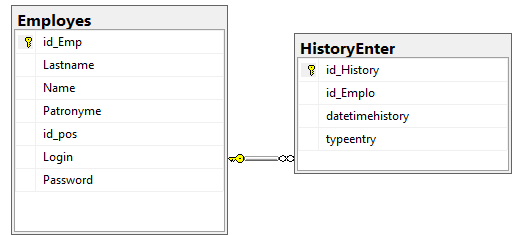 Employes
id_Emp
Lastname
Name
Patronyme
id_pos
Login
Password
HistoryEnter
id_History
id_Emplo
datetimehistory
typeentry